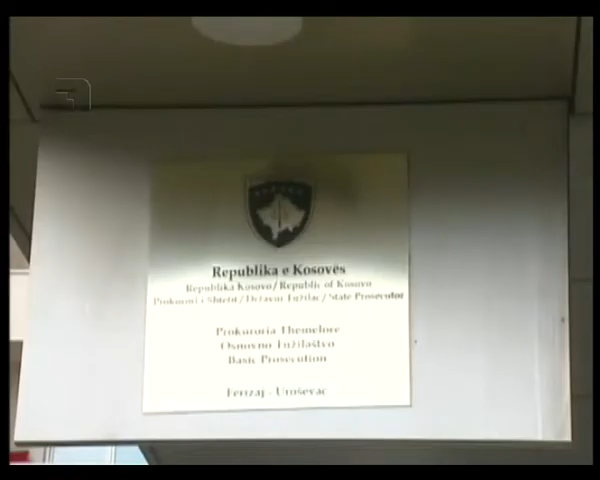 Republika e Kosovës
Republika Kosovo / Republic of Kosovo
Prokurori i Shtetit / Državni Tužilac / State Prosecutor
Prokuroria Themelore
Osnovno Tužilaštvo
Basic Prosecution
Ferizaj - Uroševac